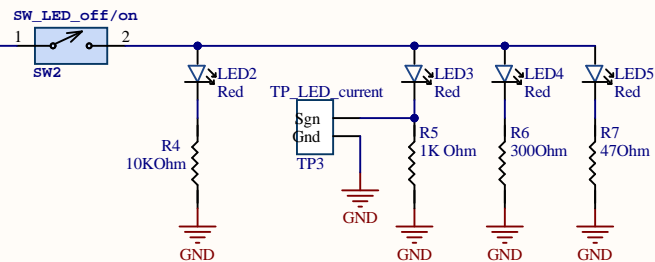 SW_LED_off/on
1
2
SW2
LED2
Red
LED3
Red
LED4
Red
LED5
Red
TP_LED_current
Sgn
Gnd
TP3
R4
10KOhm
R5
1K Ohm
R6
300Ohm
R7
47Ohm
GND
GND
GND
GND
GND